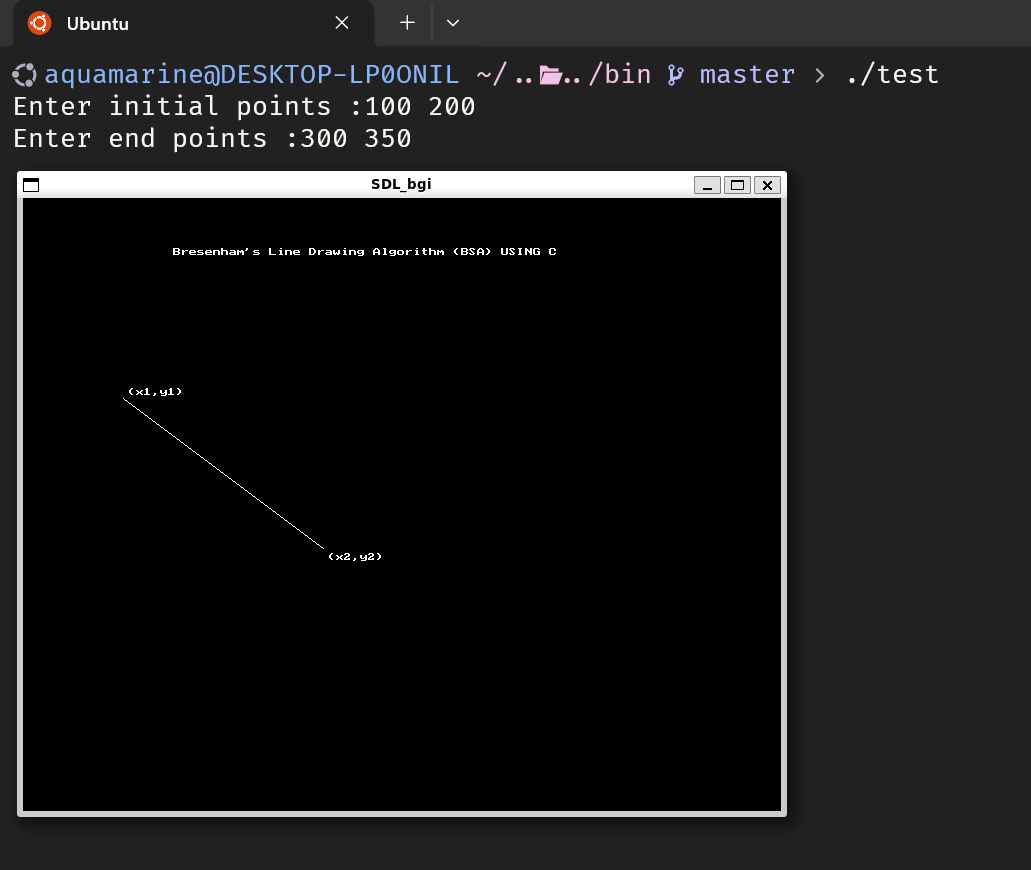 Ubuntu
aquamarine@DESKTOP-LP0ONIL ~/..../bin master > ./test
Enter initial points :100 200
Enter end points :300 350
SDL_bgi
Bresenham's Line Drawing Algorithm (BSA) USING C
(x1,y1)
(x2,y2)